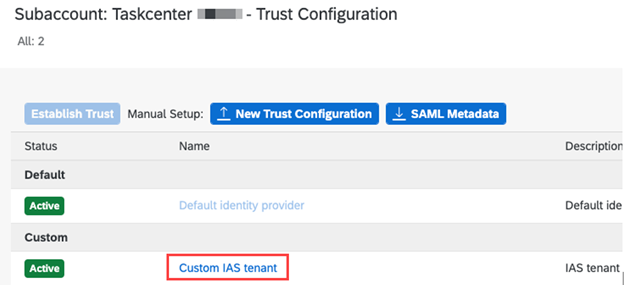 Subaccount: Taskcenter - Trust Configuration
All: 2
Establish Trust Manual Setup: New Trust Configuration SAML Metadata
Status Name Description
Default
Active Default identity provider Default ide
Custom
Active Custom IAS tenant IAS tenant